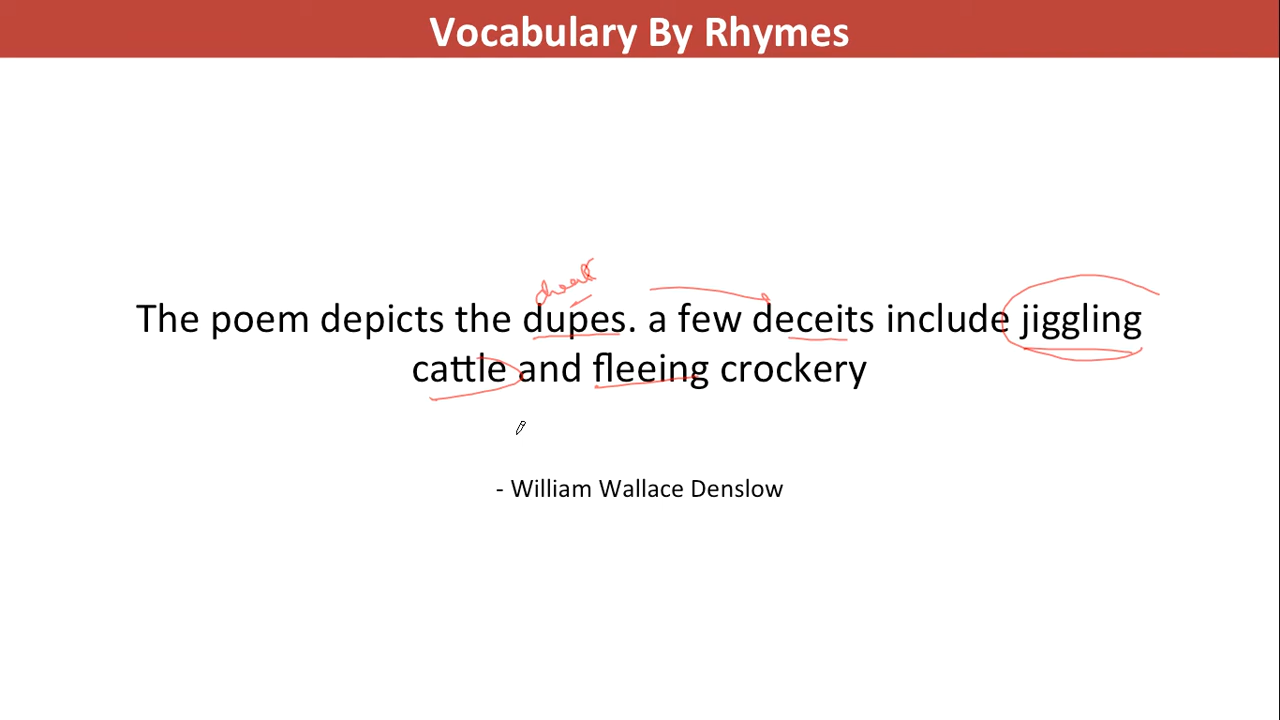 Vocabulary By Rhymes
cheat
The poem depicts the dupes. a few deceits include jiggling
cattle and fleeing crockery
- William Wallace Denslow